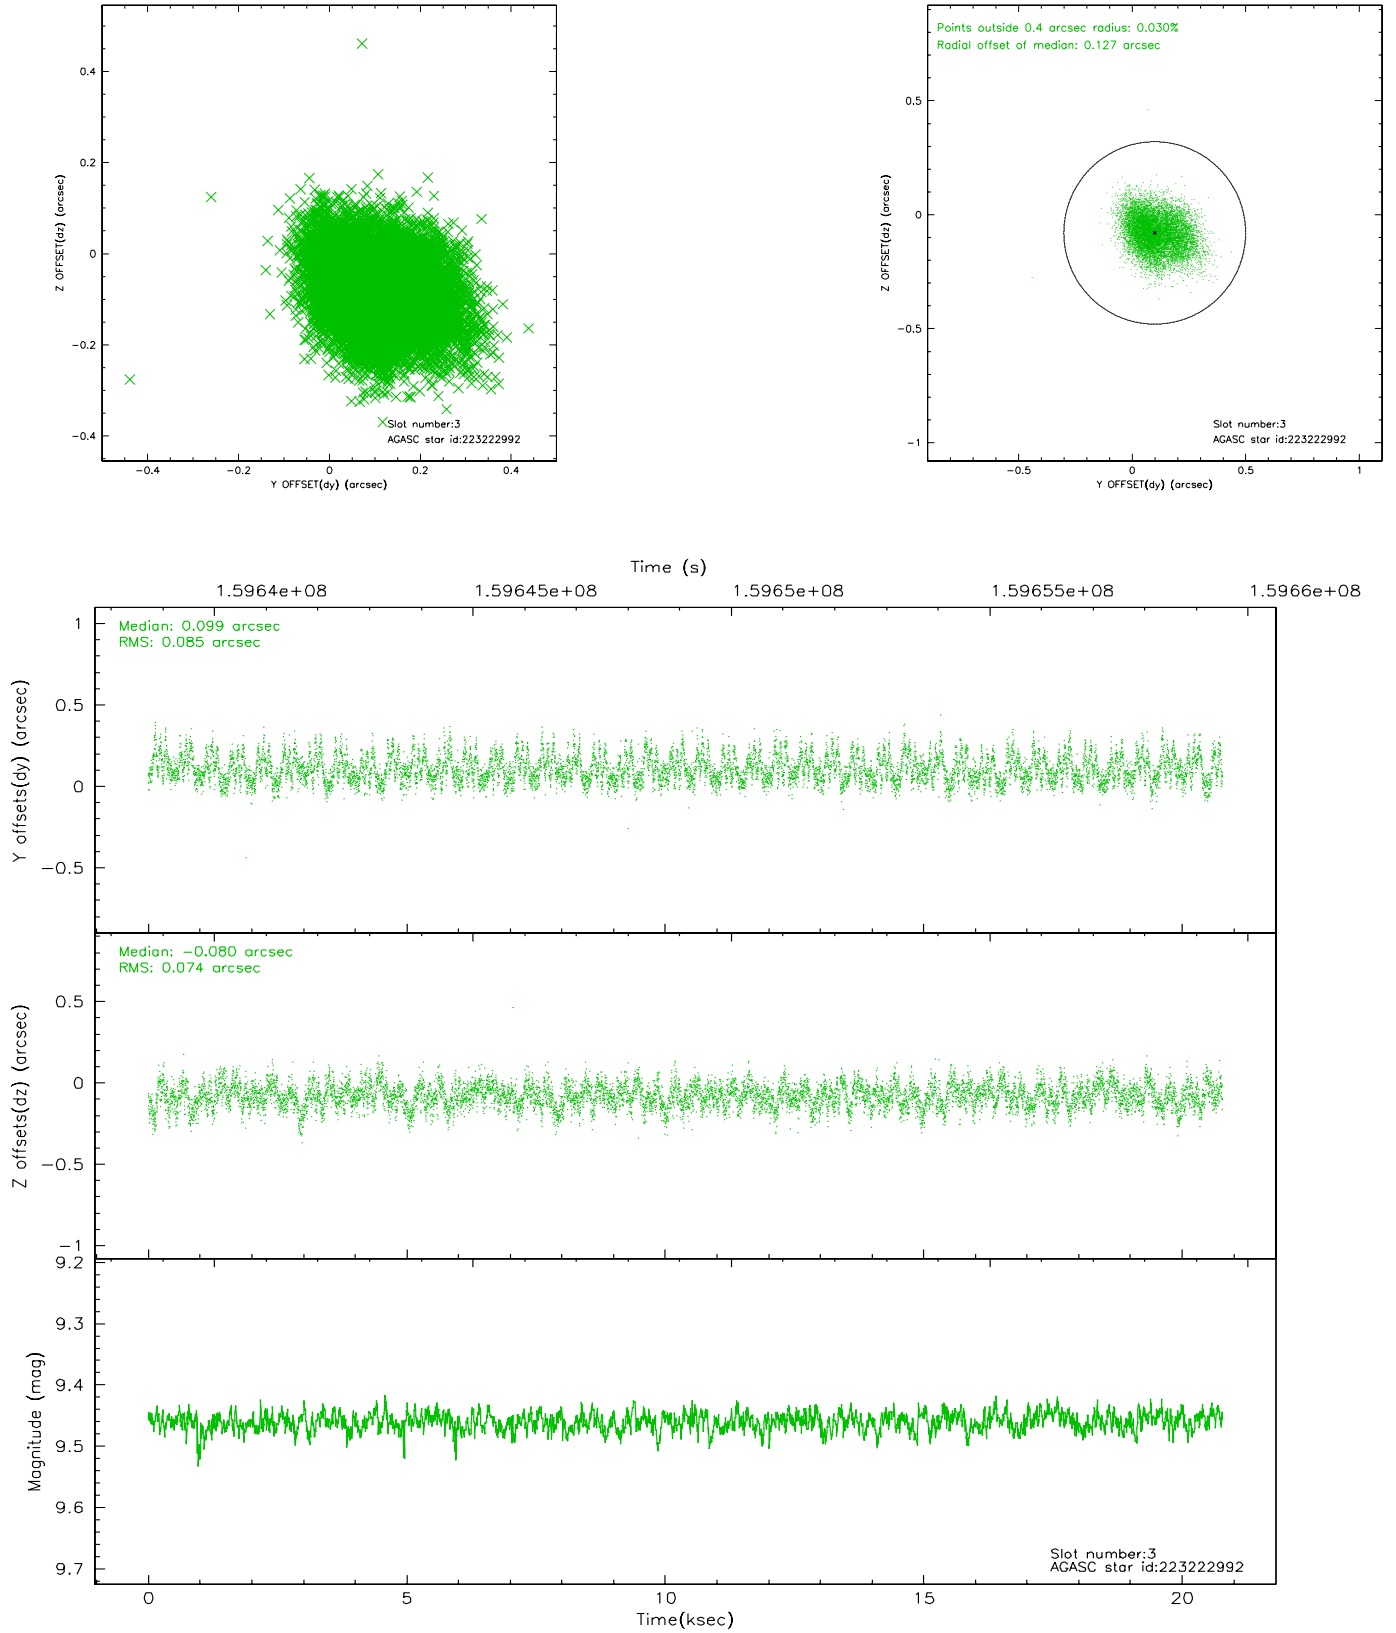 0.4
0.2
0
−0.2
−0.4
Z OFFSET(dz) (arcsec)
Slot number:3
AGASC star id:223222992
−0.4 −0.2 0 0.2 0.4
Y OFFSET(dy) (arcsec)
Points outside 0.4 arcsec radius: 0.030%
Radial offset of median: 0.127 arcsec
0.5
0
−0.5
−1
Z OFFSET(dz) (arcsec)
Slot number:3
AGASC star id:223222992
−0.5 0 0.5 1
Y OFFSET(dy) (arcsec)
Time (s)
1.5964e+08 1.59645e+08 1.5965e+08 1.59655e+08 1.5966e+08
Median: 0.099 arcsec
RMS: 0.085 arcsec
1
0.5
0
−0.5
Y offsets(dy) (arcsec)
Median: −0.080 arcsec
RMS: 0.074 arcsec
0.5
0
−0.5
−1
Z offsets(dz) (arcsec)
9.2
9.3
9.4
9.5
9.6
9.7
Magnitude (mag)
Slot number:3
AGASC star id:223222992
0 5 10 15 20
Time(ksec)